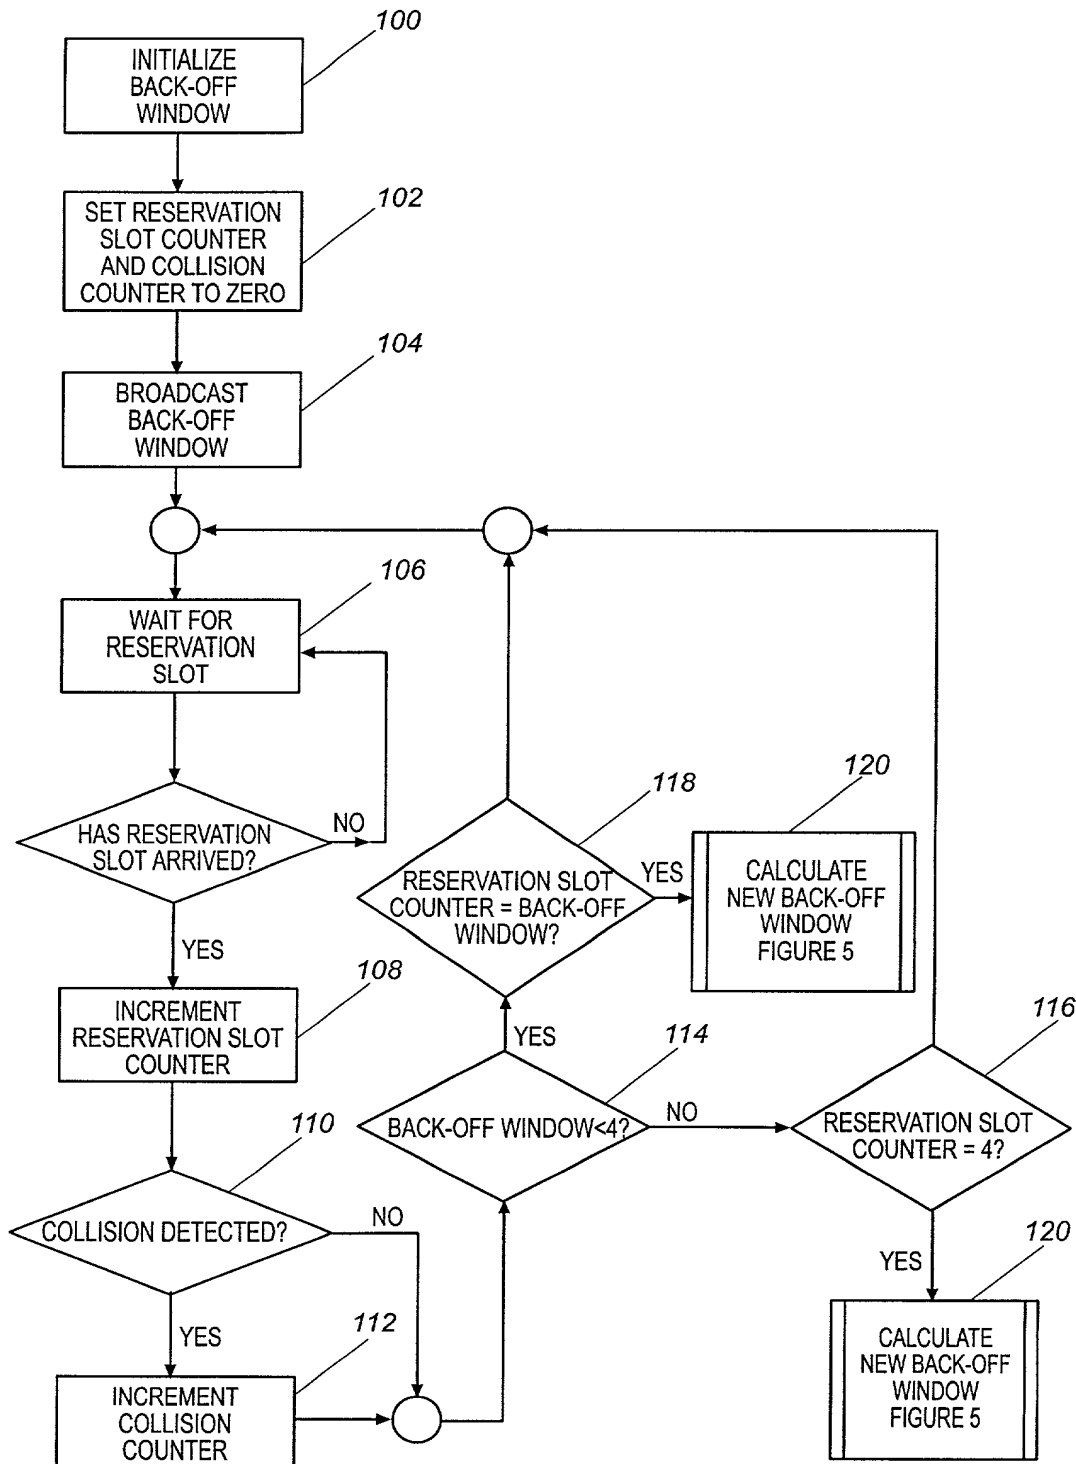 100
INITIALIZE
BACK-OFF
WINDOW
102
SET RESERVATION
SLOT COUNTER
AND COLLISION
COUNTER TO ZERO
104
BROADCAST
BACK-OFF
WINDOW
106
WAIT FOR
RESERVATION
SLOT
HAS RESERVATION
SLOT ARRIVED?
NO
YES
108
INCREMENT
RESERVATION SLOT
COUNTER
110
COLLISION DETECTED?
NO
YES
112
INCREMENT
COLLISION
COUNTER
114
BACK-OFF WINDOW<4?
YES
NO
118
RESERVATION SLOT
COUNTER = BACK-OFF
WINDOW?
YES
120
CALCULATE
NEW BACK-OFF
WINDOW
FIGURE 5
116
RESERVATION SLOT
COUNTER = 4?
YES
120
CALCULATE
NEW BACK-OFF
WINDOW
FIGURE 5